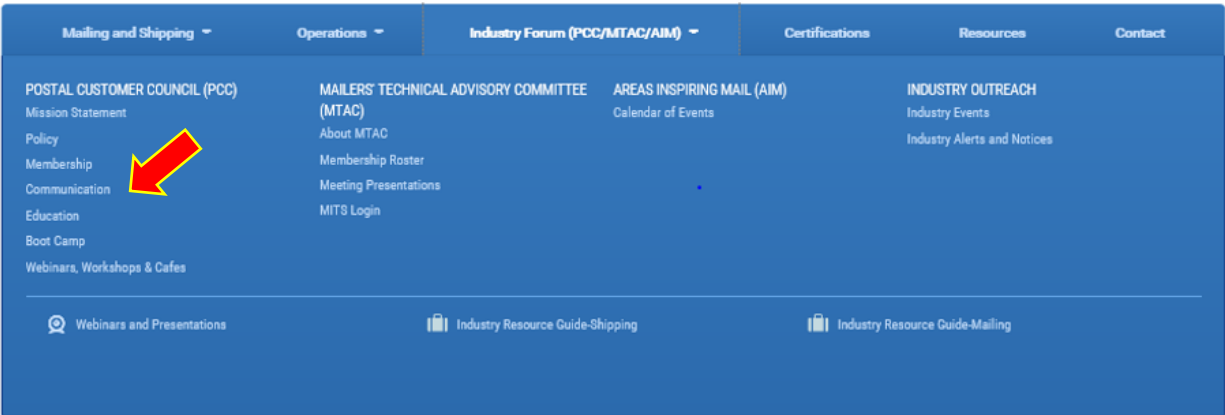 Mailing and Shipping
Operations
Industry Forum (PCC/MTAC/AIM)
Certifications
Resources
Contact
POSTAL CUSTOMER COUNCIL (PCC)
Mission Statement
Policy
Membership
Communication
Education
Boot Camp
Webinars, Workshops & Cafes
MAILERS' TECHNICAL ADVISORY COMMITTEE
(MTAC)
About MTAC
Membership Roster
Meeting Presentations
MITS Login
AREAS INSPIRING MAIL (AIM)
Calendar of Events
INDUSTRY OUTREACH
Industry Events
Industry Alerts and Notices
Webinars and Presentations
Industry Resource Guide-Shipping
Industry Resource Guide-Mailing